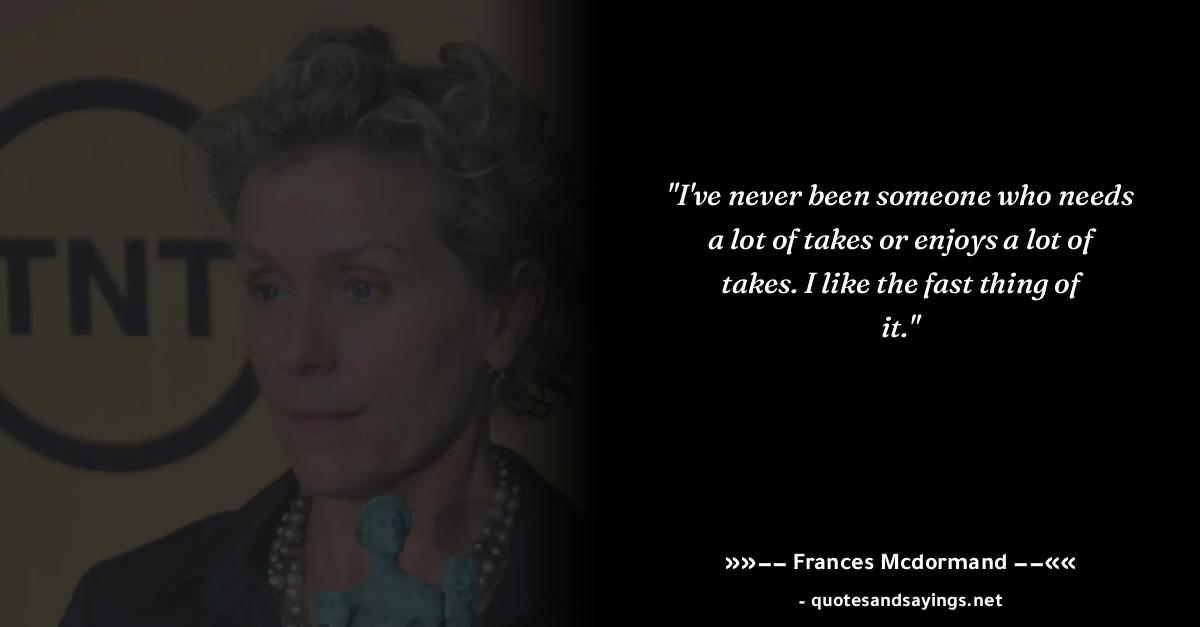 TNT
"I've never been someone who needs
a lot of takes or enjoys a lot of
takes. I like the fast thing of
it."
»»−− Frances Mcdormand −−««
- quotesandsayings.net